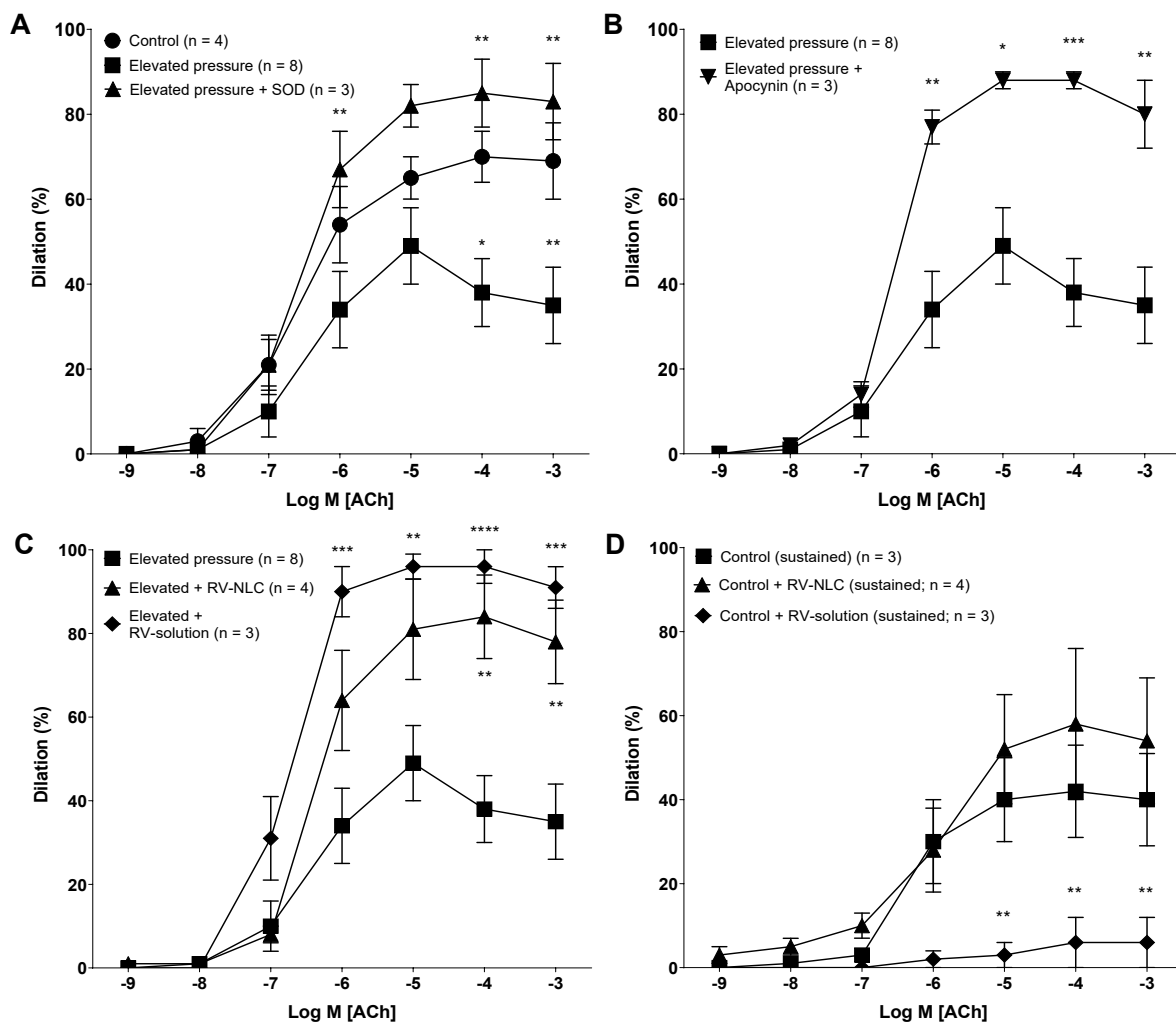 A
Control (n = 4)
Elevated pressure (n = 8)
Elevated pressure + SOD (n = 3)
** ** **
* **
100
80
60
40
20
0
Dilation (%)
-9 -8 -7 -6 -5 -4 -3
Log M [ACh]
B
Elevated pressure (n = 8)
Elevated pressure +
Apocynin (n = 3)
** * *** **
100
80
60
40
20
0
Dilation (%)
-9 -8 -7 -6 -5 -4 -3
Log M [ACh]
C
Elevated pressure (n = 8)
Elevated + RV-NLC (n = 4)
Elevated +
RV-solution (n = 3)
*** ** **** ***
** **
100
80
60
40
20
0
Dilation (%)
-9 -8 -7 -6 -5 -4 -3
Log M [ACh]
D
Control (sustained) (n = 3)
Control + RV-NLC (sustained; n = 4)
Control + RV-solution (sustained; n = 3)
** ** **
100
80
60
40
20
0
Dilation (%)
-9 -8 -7 -6 -5 -4 -3
Log M [ACh]